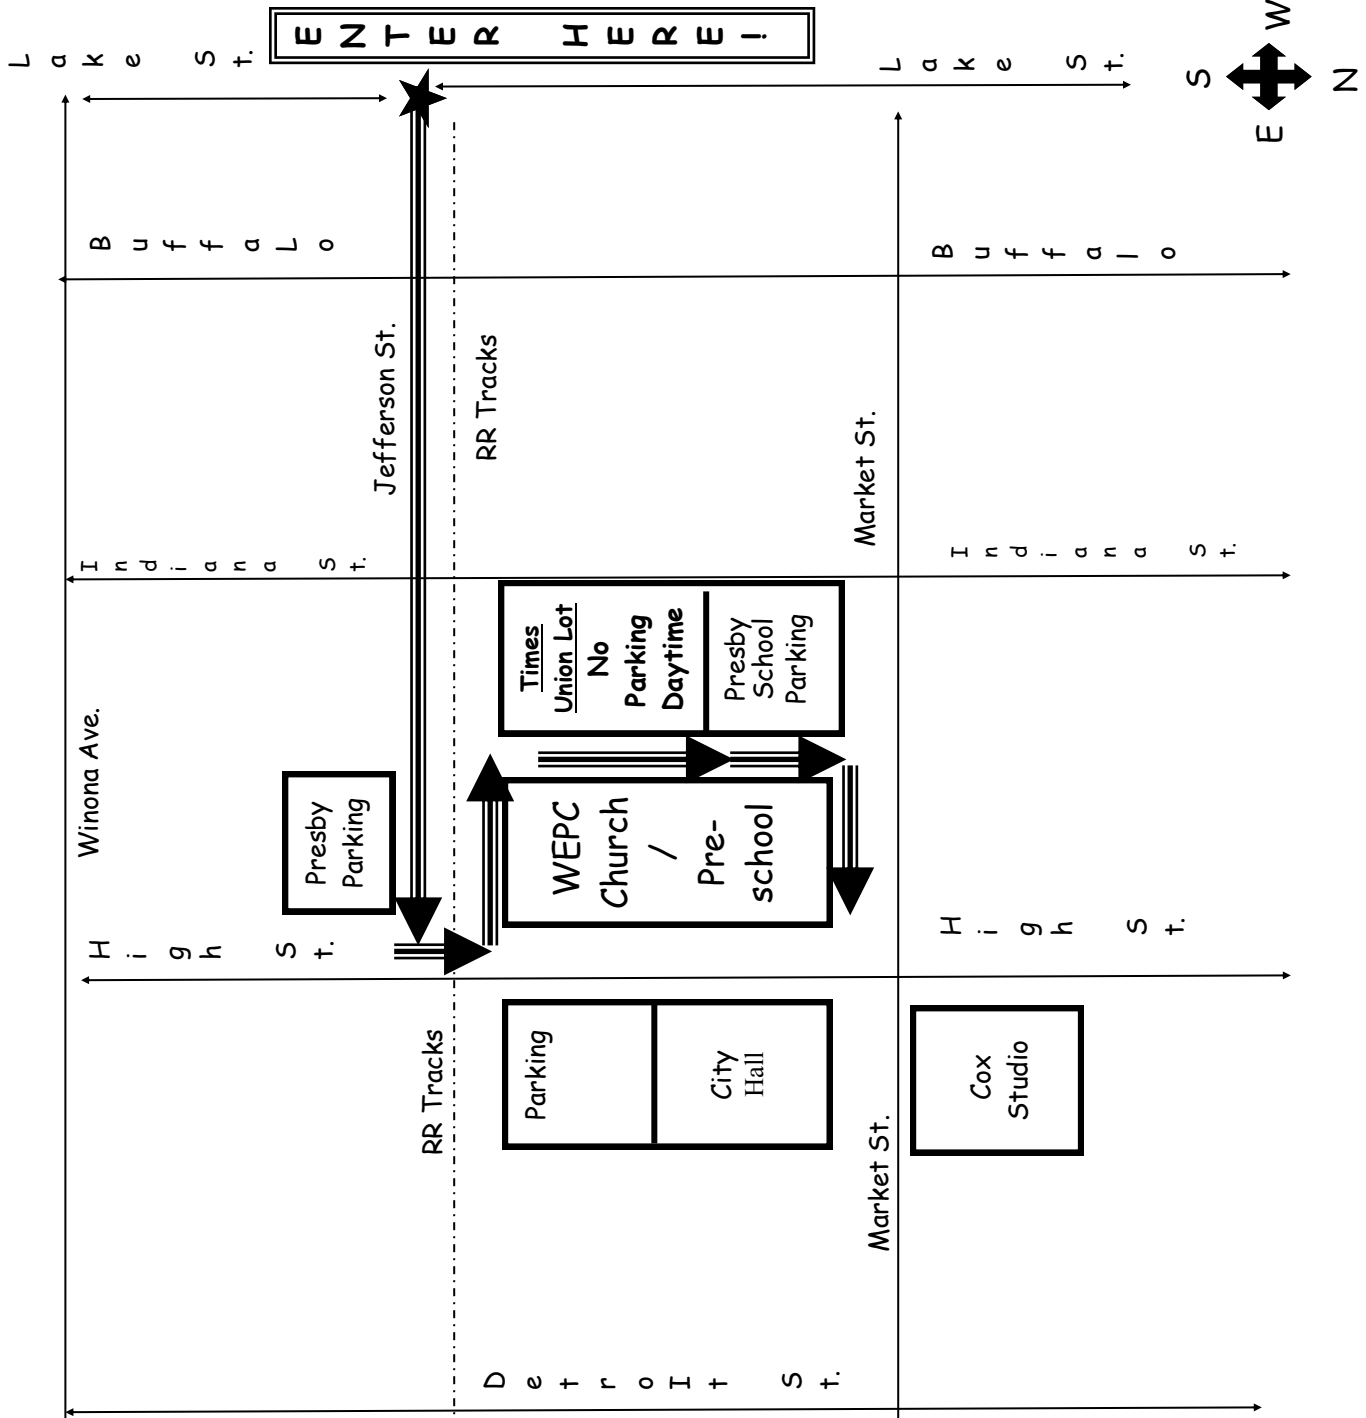 ENTER HERE!
Lake St.
Lake St.
W
S
N
E
BuffaLo
Buffalo
Jefferson St.
RR Tracks
Market St.
Indiana St.
Indiana St.
Times
Union Lot
No
Parking
Daytime
Presby
School
Parking
Winona Ave.
Presby
Parking
WEPC
Church
/
Pre-
school
High St.
High St.
RR Tracks
Parking
City
Hall
Cox
Studio
Market St.
DetroIt St.